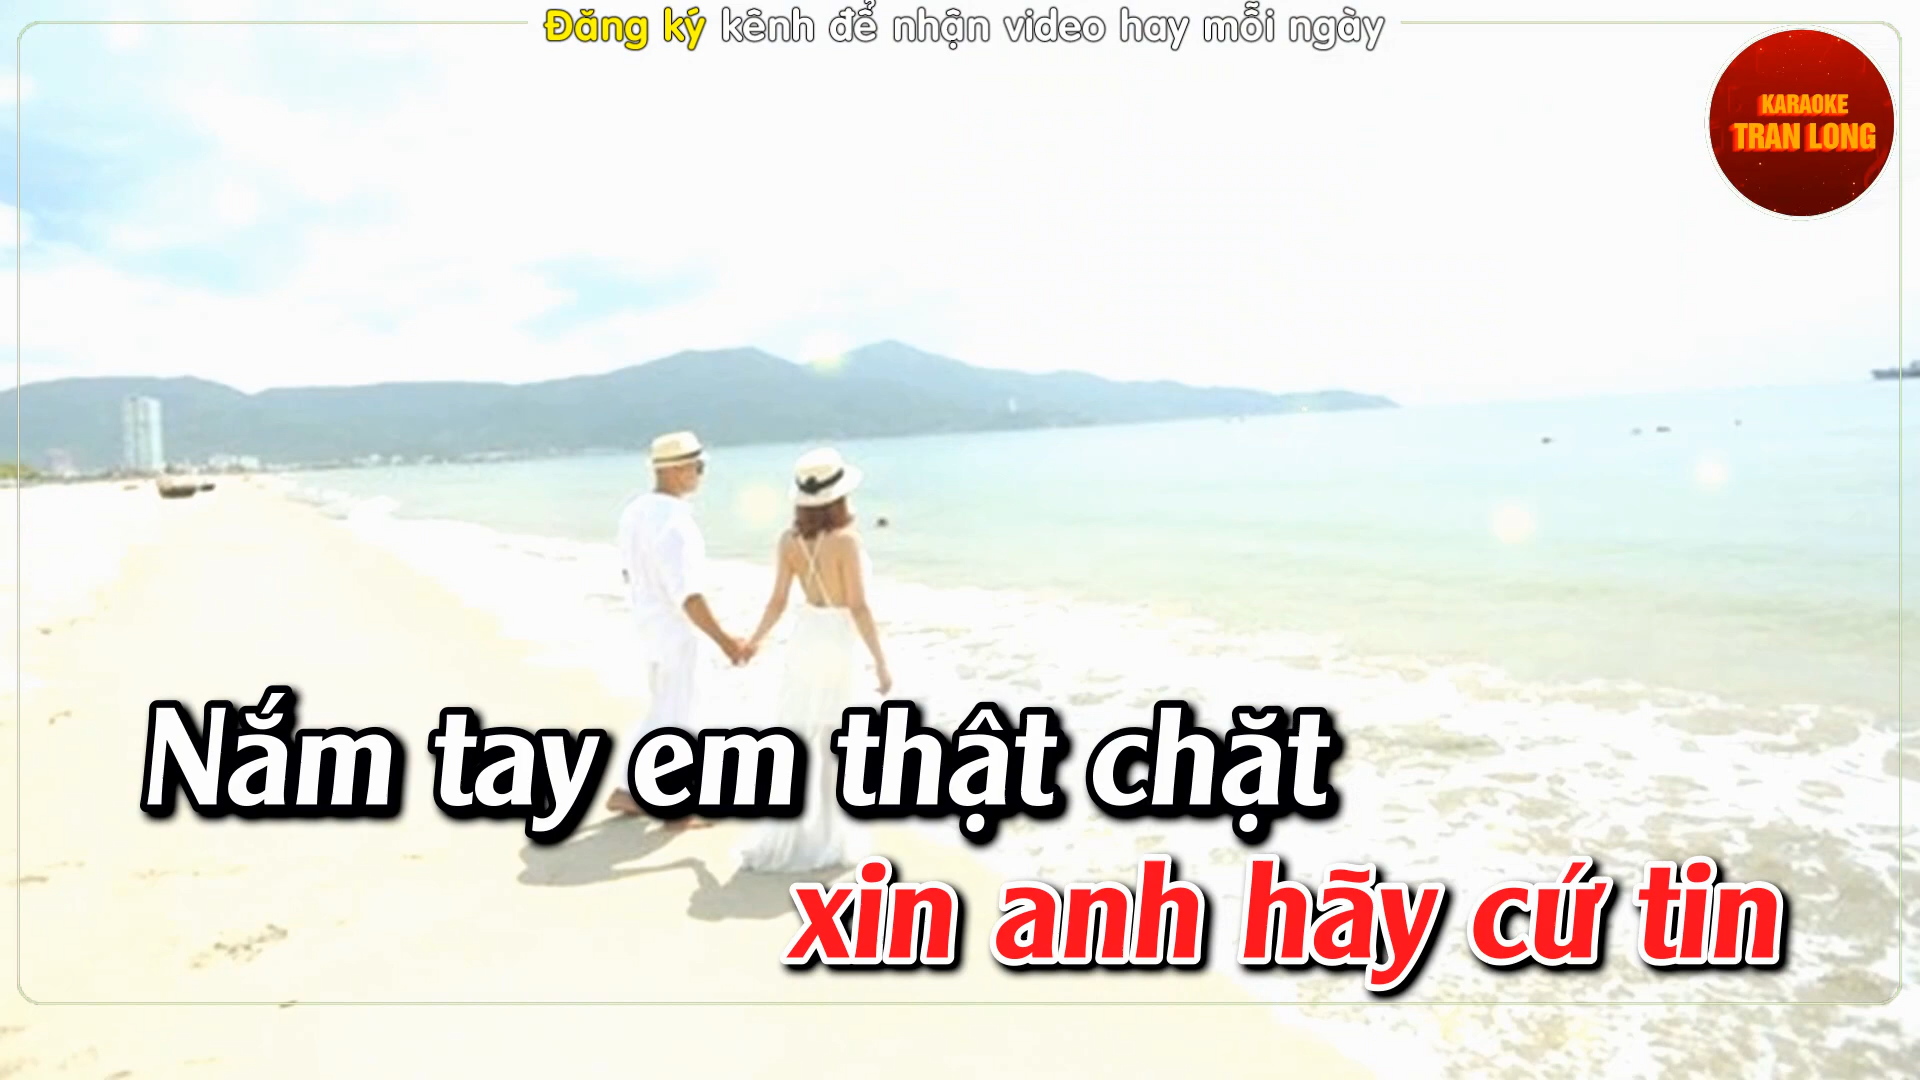 Đăng ký kênh để nhận video hay mỗi ngày
KARAOKE
TRAN LONG
Nắm tay em thật chặt
xin anh hãy cứ tin